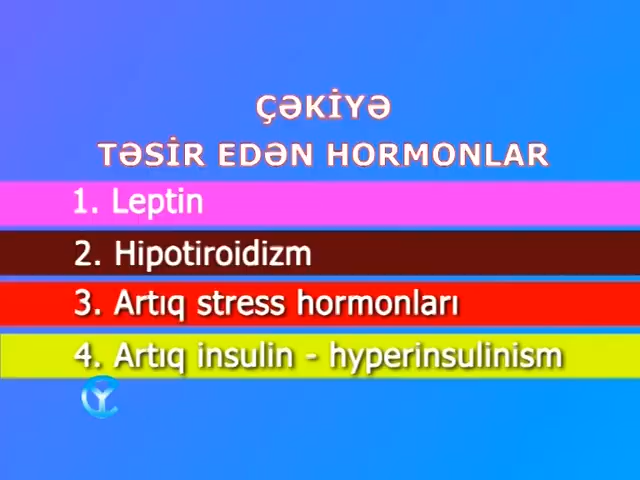 ÇƏKİYƏ
TƏSİR EDƏN HORMONLAR
1. Leptin
2. Hipotiroidizm
3. Artıq stress hormonları
4. Artıq insulin - hyperinsulinism